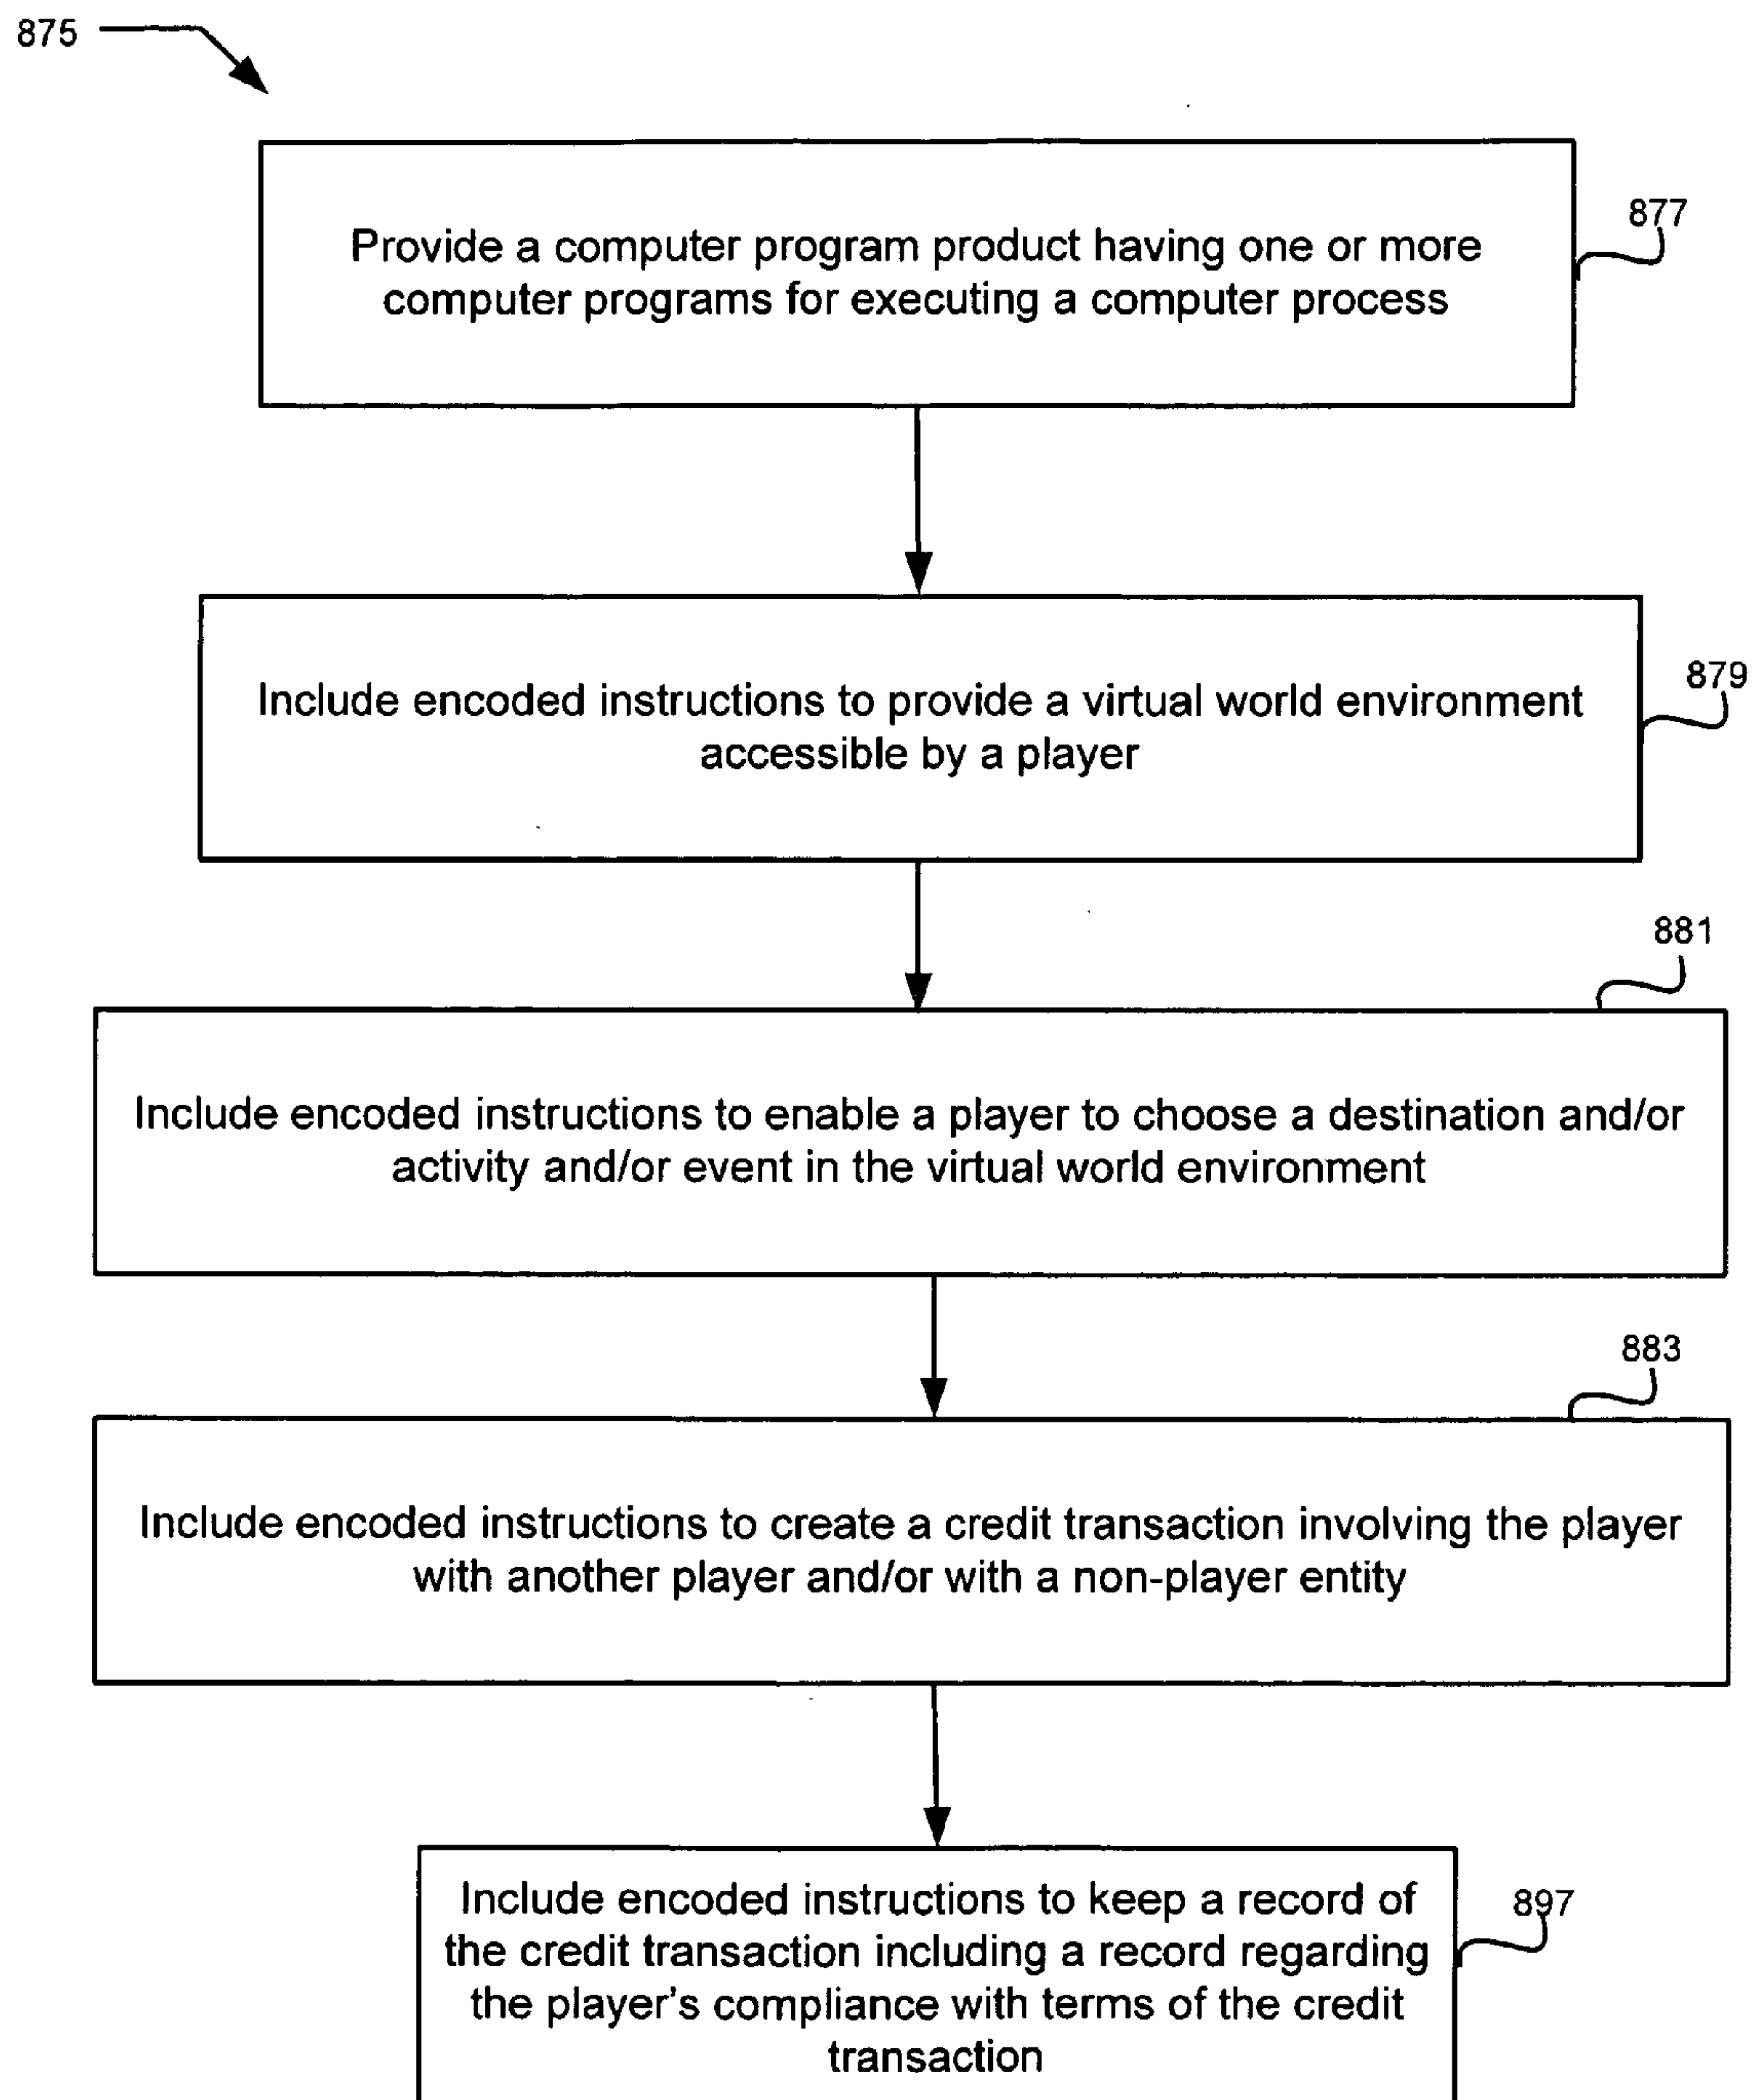 875
877
Provide a computer program product having one or more
computer programs for executing a computer process
879
Include encoded instructions to provide a virtual world environment
accessible by a player
881
Include encoded instructions to enable a player to choose a destination and/or
activity and/or event in the virtual world environment
883
Include encoded instructions to create a credit transaction involving the player
with another player and/or with a non-player entity
897
Include encoded instructions to keep a record of
the credit transaction including a record regarding
the player's compliance with terms of the credit
transaction